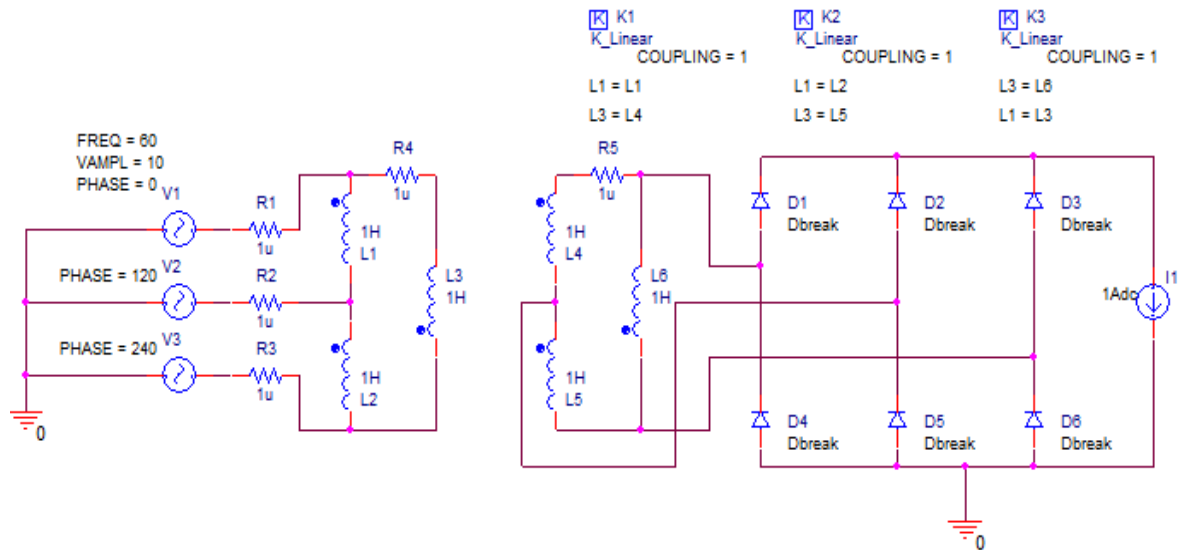 K K1
K_Linear
COUPLING = 1
L1 = L1
L3 = L4
K K2
K_Linear
COUPLING = 1
L1 = L2
L3 = L5
K K3
K_Linear
COUPLING = 1
L3 = L6
L1 = L3
FREQ = 60
VAMPL = 10
PHASE = 0
V1
R1
1u
R4
1u
1H
L1
L3
1H
PHASE = 120
V2
R2
1u
PHASE = 240
V3
R3
1u
1H
L2
0
R5
1u
1H
L4
L6
1H
1H
L5
D1
Dbreak
D2
Dbreak
D3
Dbreak
I1
1Adc
D4
Dbreak
D5
Dbreak
D6
Dbreak
0